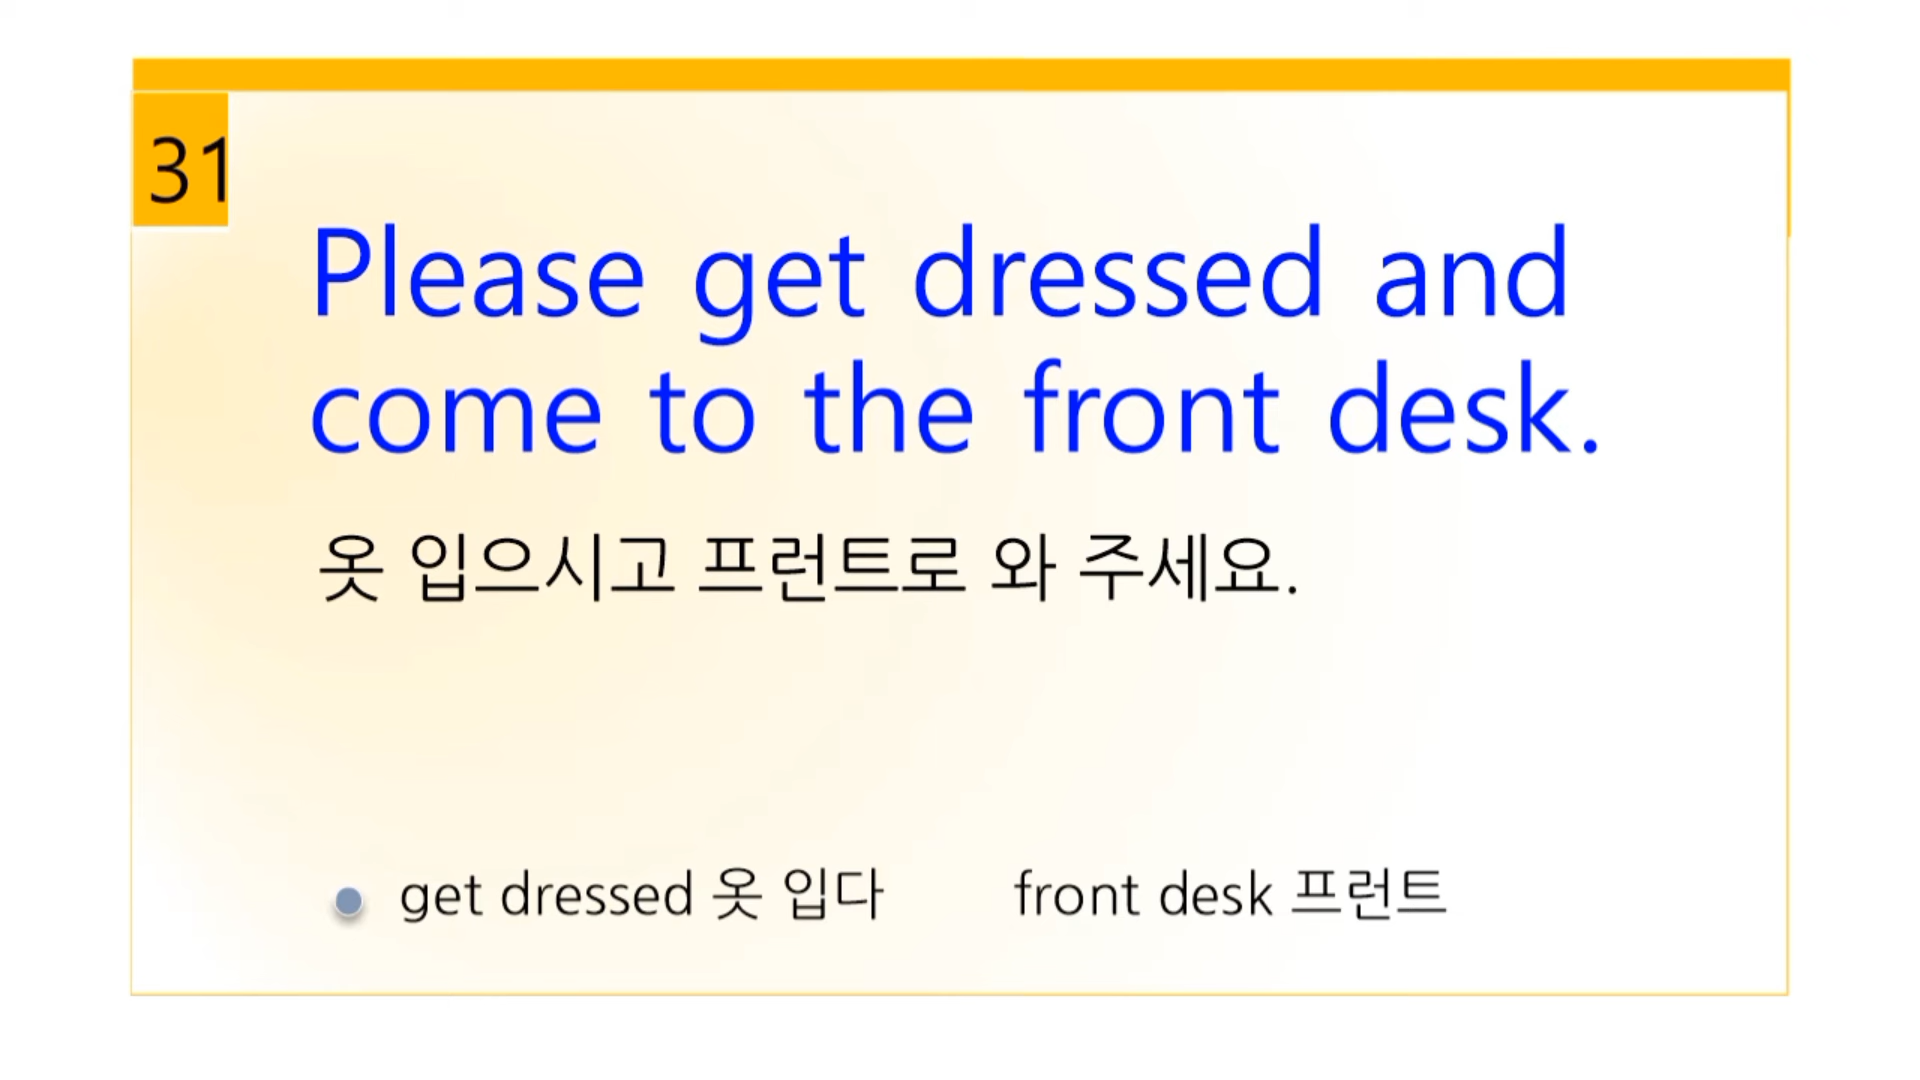 31
Please get dressed and
come to the front desk.
옷 입으시고 프런트로 와 주세요.
get dressed 옷 입다 front desk 프런트